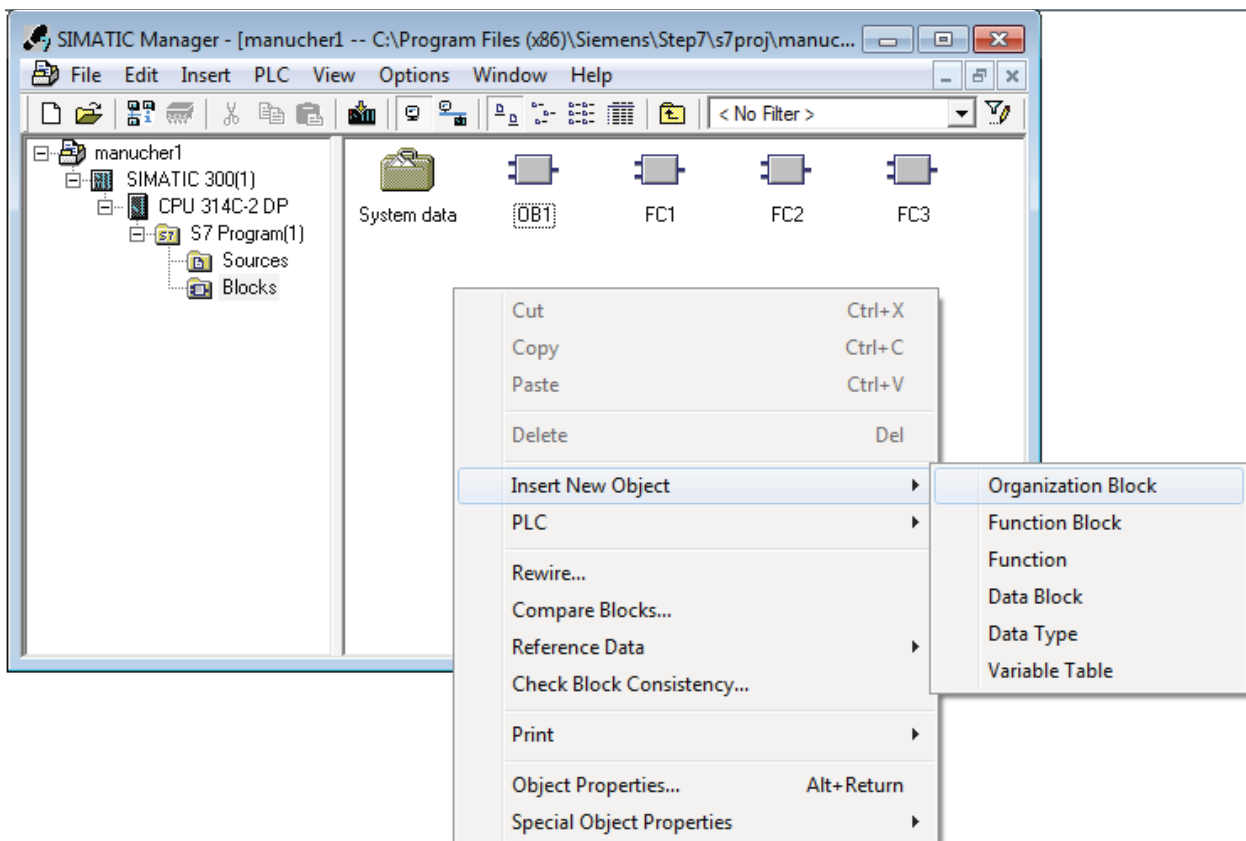 SIMATIC Manager - [manucher1 -- C:\Program Files (x86)\Siemens\Step7\s7proj\manuc...
File Edit Insert PLC View Options Window Help
< No Filter >
manucher1
SIMATIC 300(1)
CPU 314C-2 DP
S7 Program(1)
Sources
Blocks
System data OB1 FC1 FC2 FC3
Cut Ctrl+X
Copy Ctrl+C
Paste Ctrl+V
Delete Del
Insert New Object
PLC
Rewire...
Compare Blocks...
Reference Data
Check Block Consistency...
Print
Object Properties... Alt+Return
Special Object Properties
Organization Block
Function Block
Function
Data Block
Data Type
Variable Table